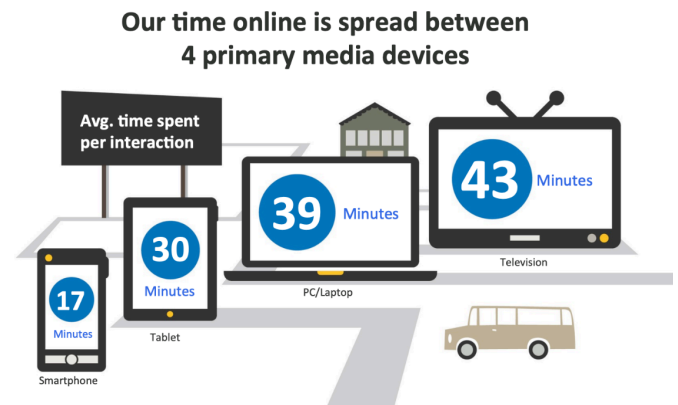 Our time online is spread between
4 primary media devices
Avg. time spent
per interaction
17
Minutes
Smartphone
30
Minutes
Tablet
39 Minutes
PC/Laptop
43 Minutes
Television